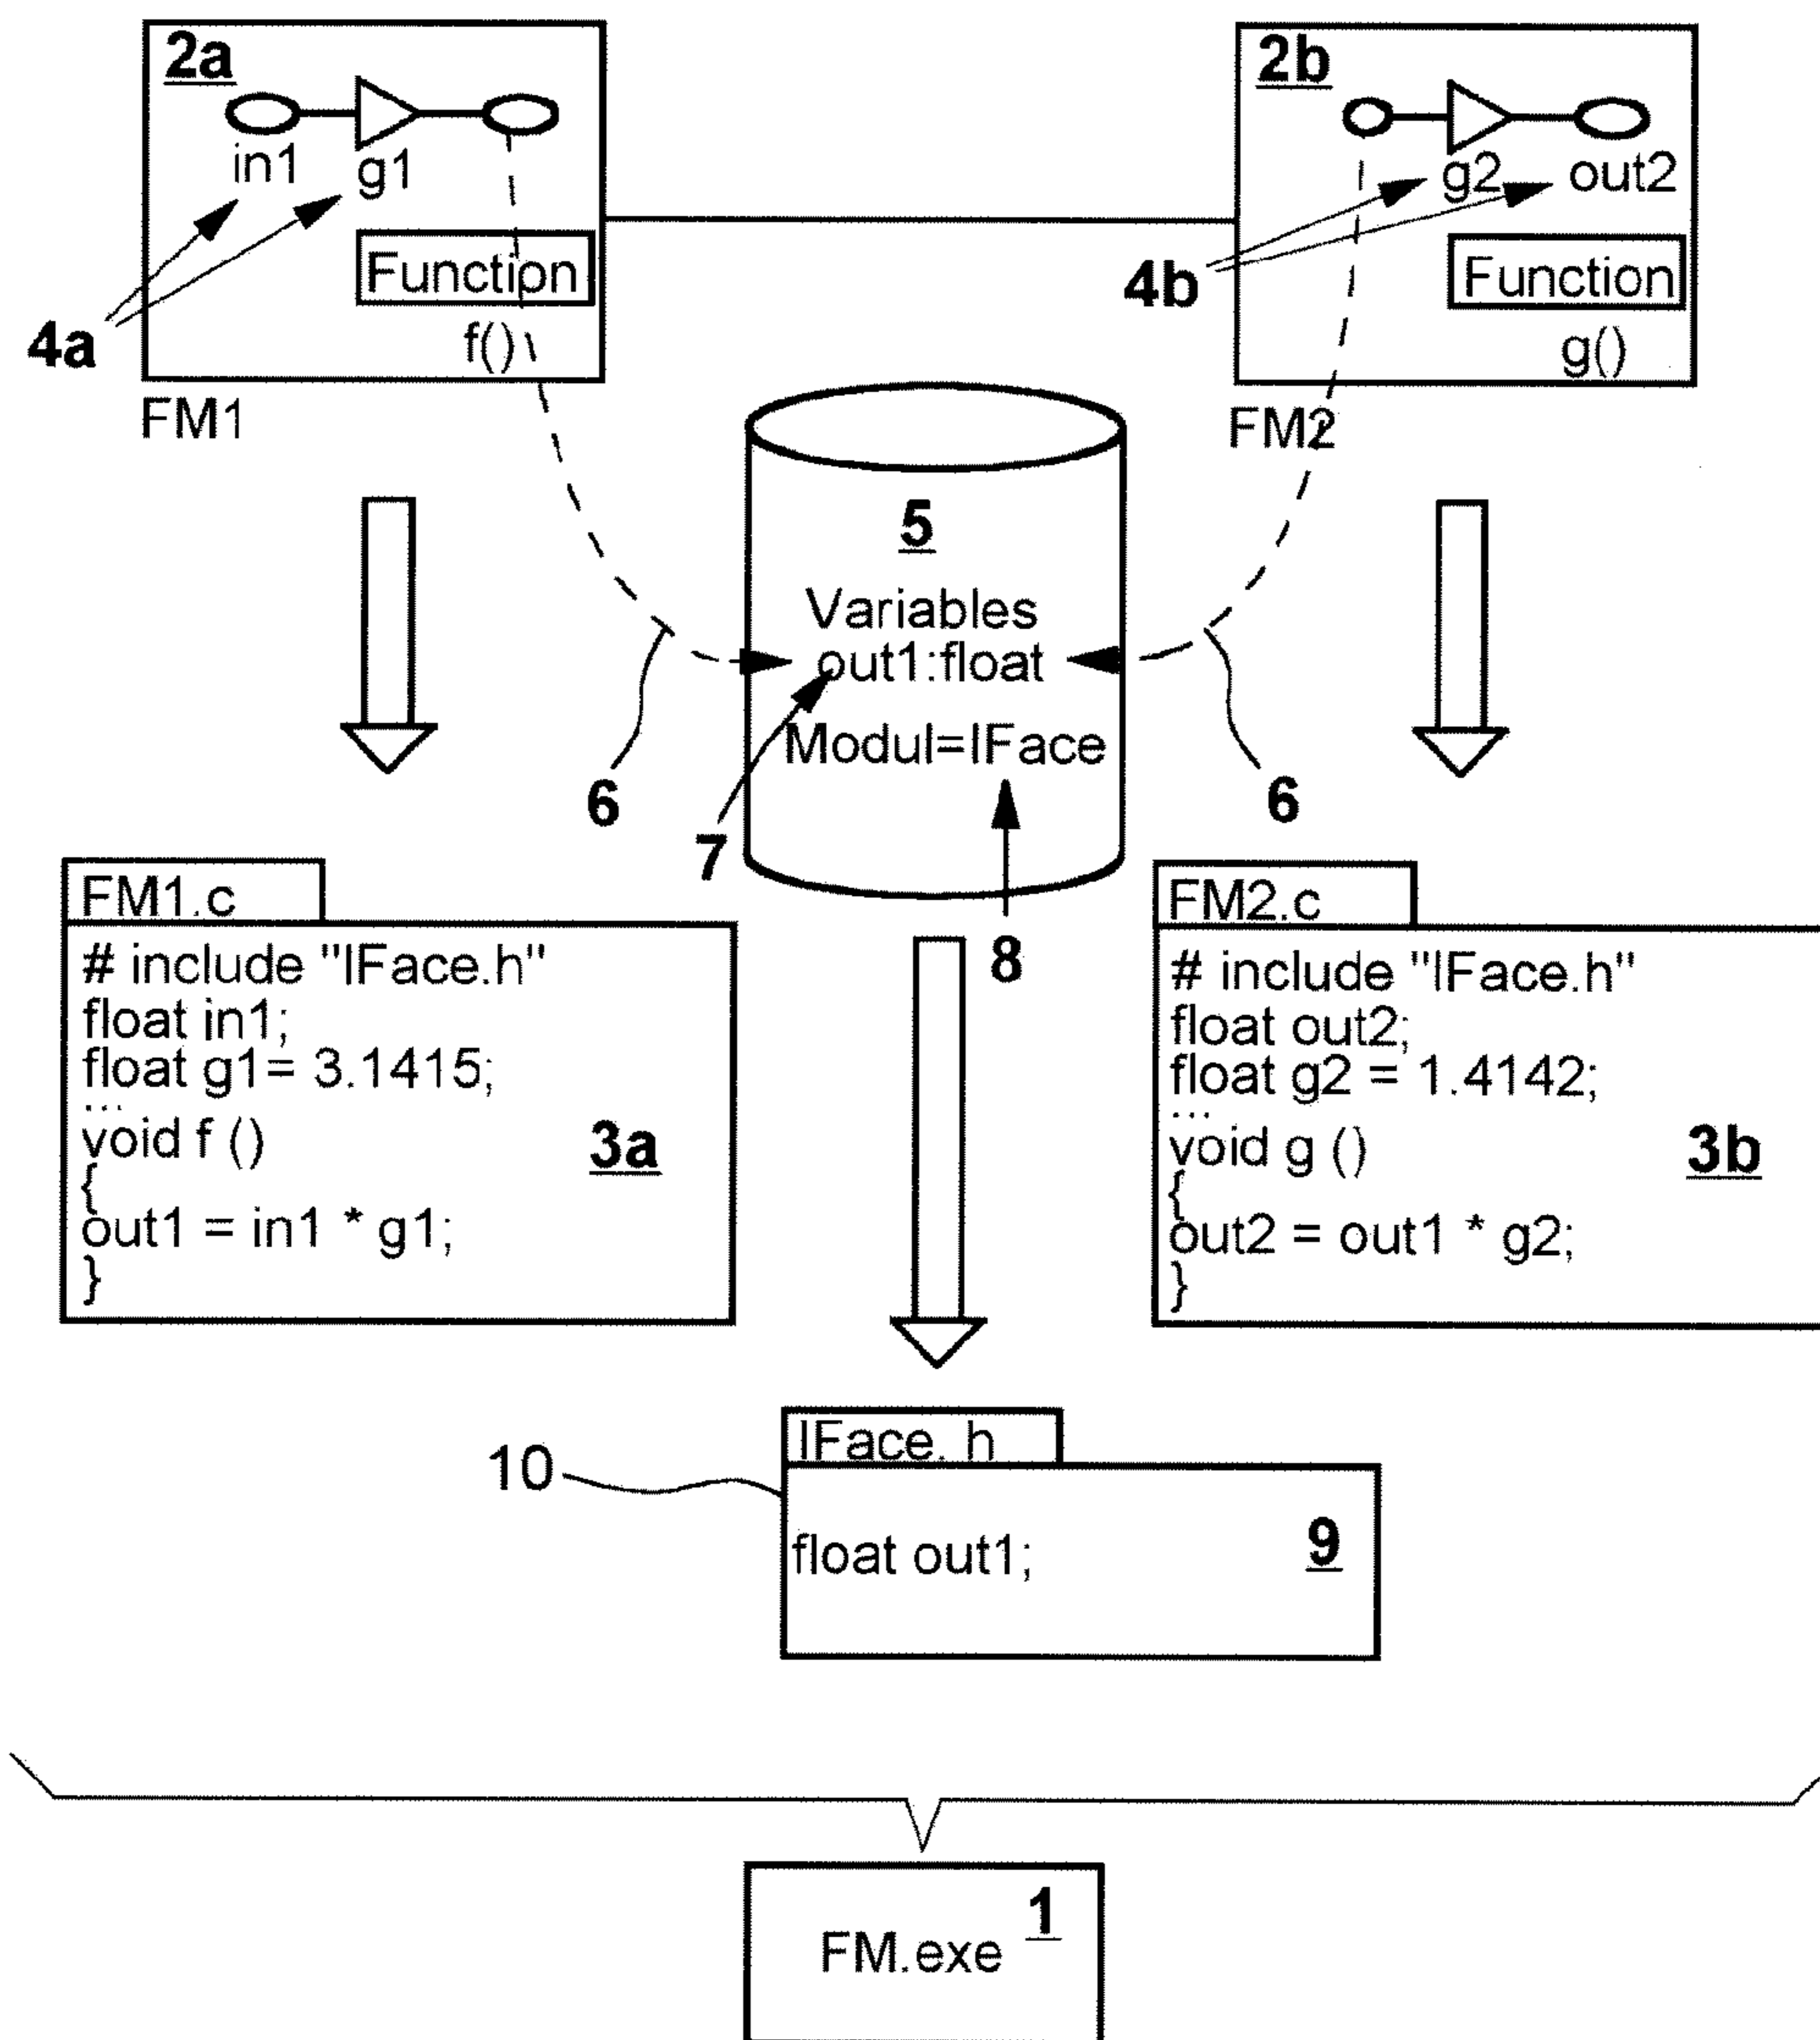 2a
in1
g1
Function
f()
4a
FM1
2b
g2
out2
4b
Function
g()
FM2
5
Variables
out1:float
Modul=IFace
6
6
7
8
FM1.c
# include "IFace.h"
float in1;
float g1= 3.1415;
...
void f ()
{
out1 = in1 * g1;
}
3a
FM2.c
# include "IFace.h"
float out2;
float g2 = 1.4142;
...
void g ()
{
out2 = out1 * g2;
}
3b
IFace. h
10
float out1;
9
1
FM.exe